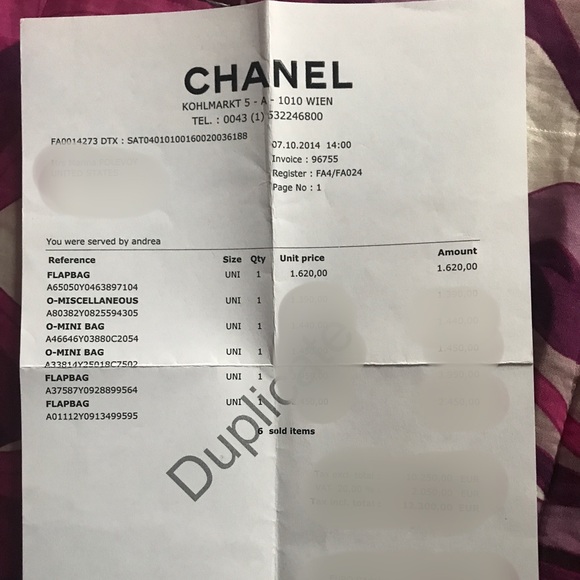 CHANEL
KOHLMARKT 5 - A - 1010 WIEN
TEL. : 0043 (1) 532246800
FA0014273 DTX : SAT04010100160020036188
07.10.2014 14:00
Invoice : 96755
Register : FA4/FA024
Page No : 1
You were served by andrea
Reference Size Qty Unit price Amount
FLAPBAG UNI 1 1.620,00 1.620,00
A65050Y0463897104
O-MISCELLANEOUS UNI 1
A80382Y0825594305
O-MINI BAG UNI 1
A46646Y03880C2054
O-MINI BAG UNI 1
A33814Y25018C7502
FLAPBAG UNI 1
A37587Y0928899564
FLAPBAG UNI 1
A01112Y0913499595
6 sold items
Duplicate